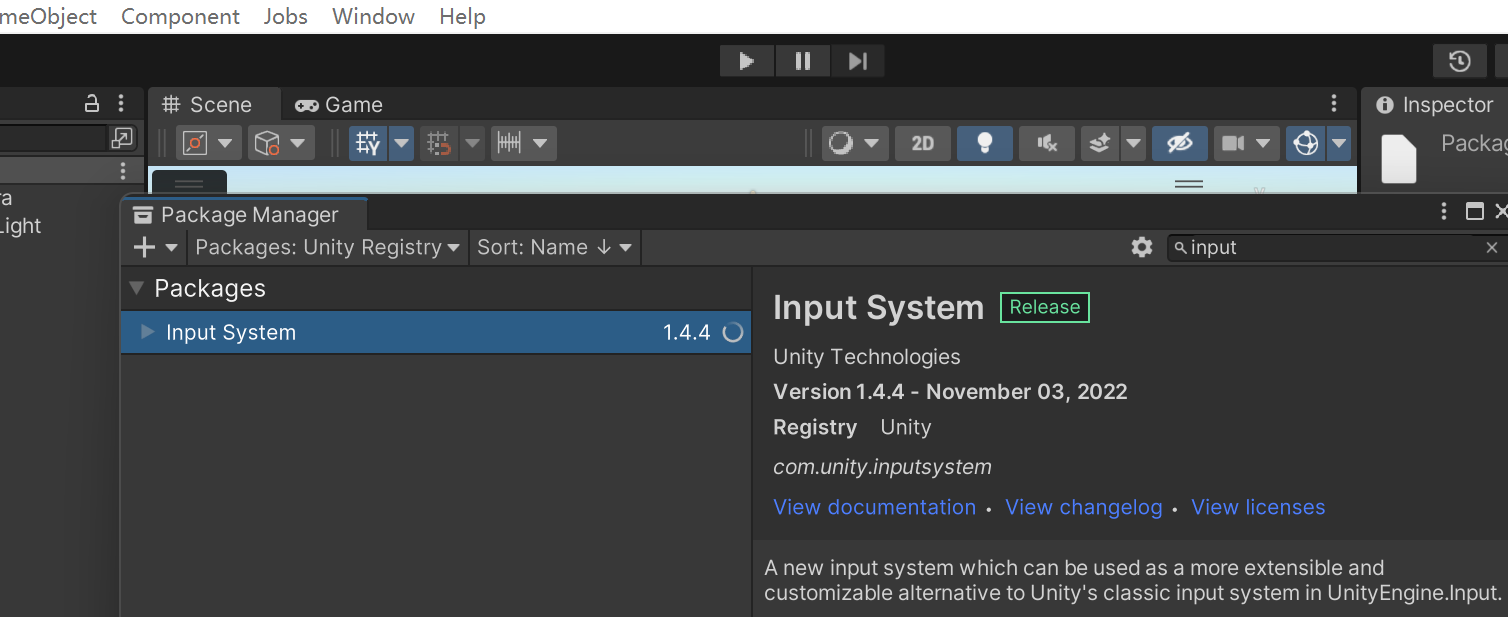 meObject Component Jobs Window Help
Scene Game
Inspector
2D
Packag
ra
Light
Package Manager
Packages: Unity Registry Sort: Name ↓ input
Packages
Input System 1.4.4
Input System Release
Unity Technologies
Version 1.4.4 - November 03, 2022
Registry Unity
com.unity.inputsystem
View documentation • View changelog • View licenses
A new input system which can be used as a more extensible and
customizable alternative to Unity's classic input system in UnityEngine.Input.